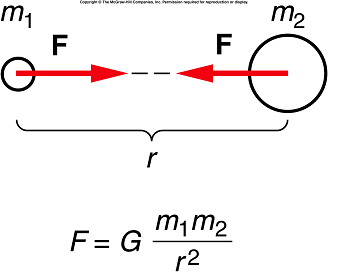 Copyright © The McGraw-Hill Companies, Inc. Permission required for reproduction or display.
m₁ m₂
F F
r
F = G m₁m₂ / r²